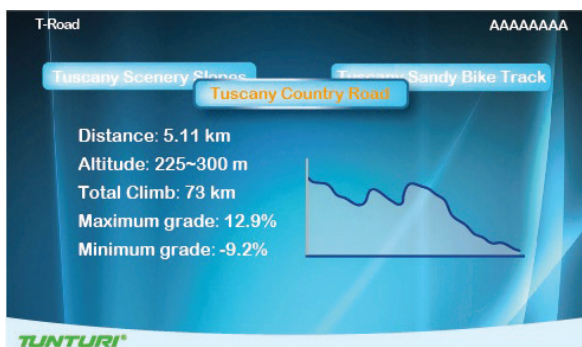 T-Road
AAAAAAAA
Tuscany Scenery Slopes
Tuscany Sandy Bike Track
Tuscany Country Road
Distance: 5.11 km
Altitude: 225~300 m
Total Climb: 73 km
Maximum grade: 12.9%
Minimum grade: -9.2%
TUNTURI®